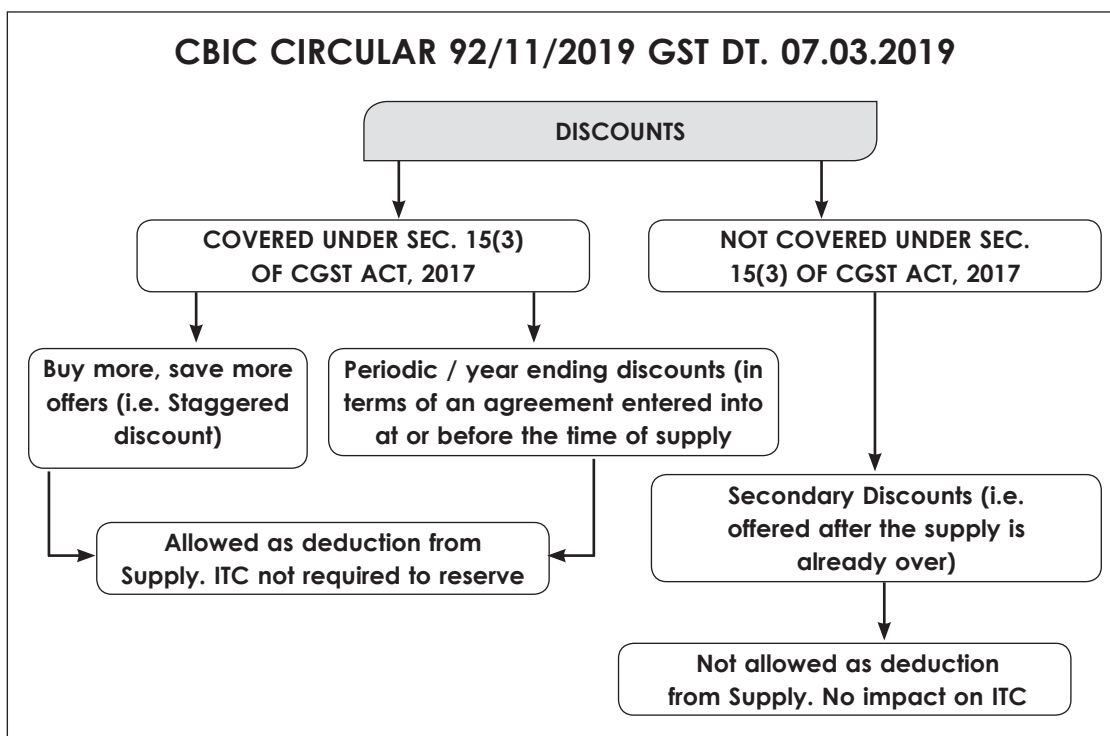 CBIC CIRCULAR 92/11/2019 GST DT. 07.03.2019
DISCOUNTS
COVERED UNDER SEC. 15(3)
OF CGST ACT, 2017
NOT COVERED UNDER SEC.
15(3) OF CGST ACT, 2017
Buy more, save more
offers (i.e. Staggered
discount)
Periodic / year ending discounts (in
terms of an agreement entered into
at or before the time of supply
Secondary Discounts (i.e.
offered after the supply is
already over)
Allowed as deduction from
Supply. ITC not required to reserve
Not allowed as deduction
from Supply. No impact on ITC